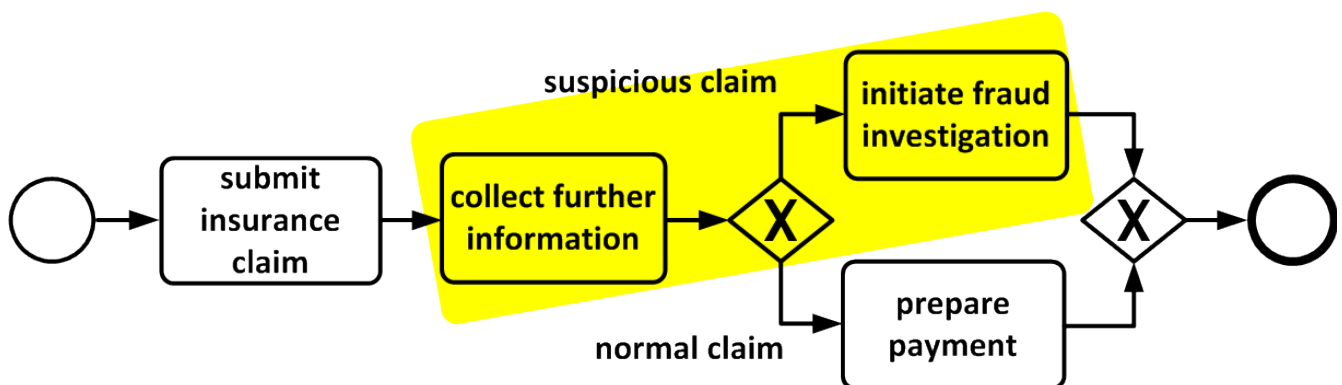 submit
insurance
claim
collect further
information
suspicious claim
X
initiate fraud
investigation
normal claim
prepare
payment
X